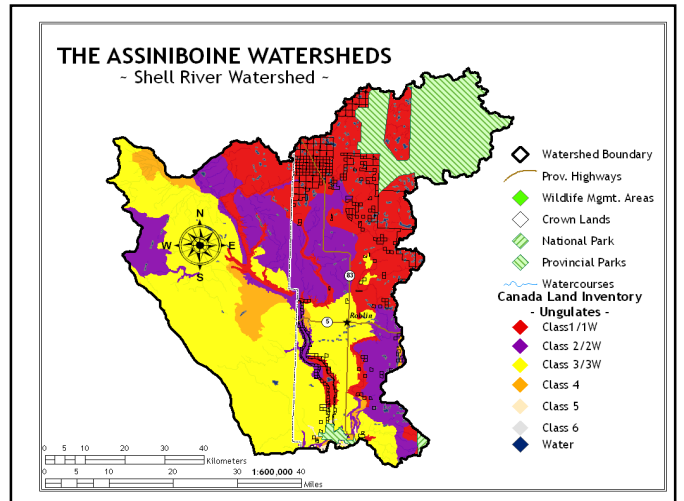 THE ASSINIBOINE WATERSHEDS
~ Shell River Watershed ~
N
W E
S
83
5
Roblin
Watershed Boundary
Prov. Highways
Wildlife Mgmt. Areas
Crown Lands
National Park
Provincial Parks
Watercourses
Canada Land Inventory
- Ungulates -
Class1/1W
Class 2/2W
Class 3/3W
Class 4
Class 5
Class 6
Water
0 5 10 20 30 40
Kilometers
1:600,000
0 5 10 20 30 40
Miles